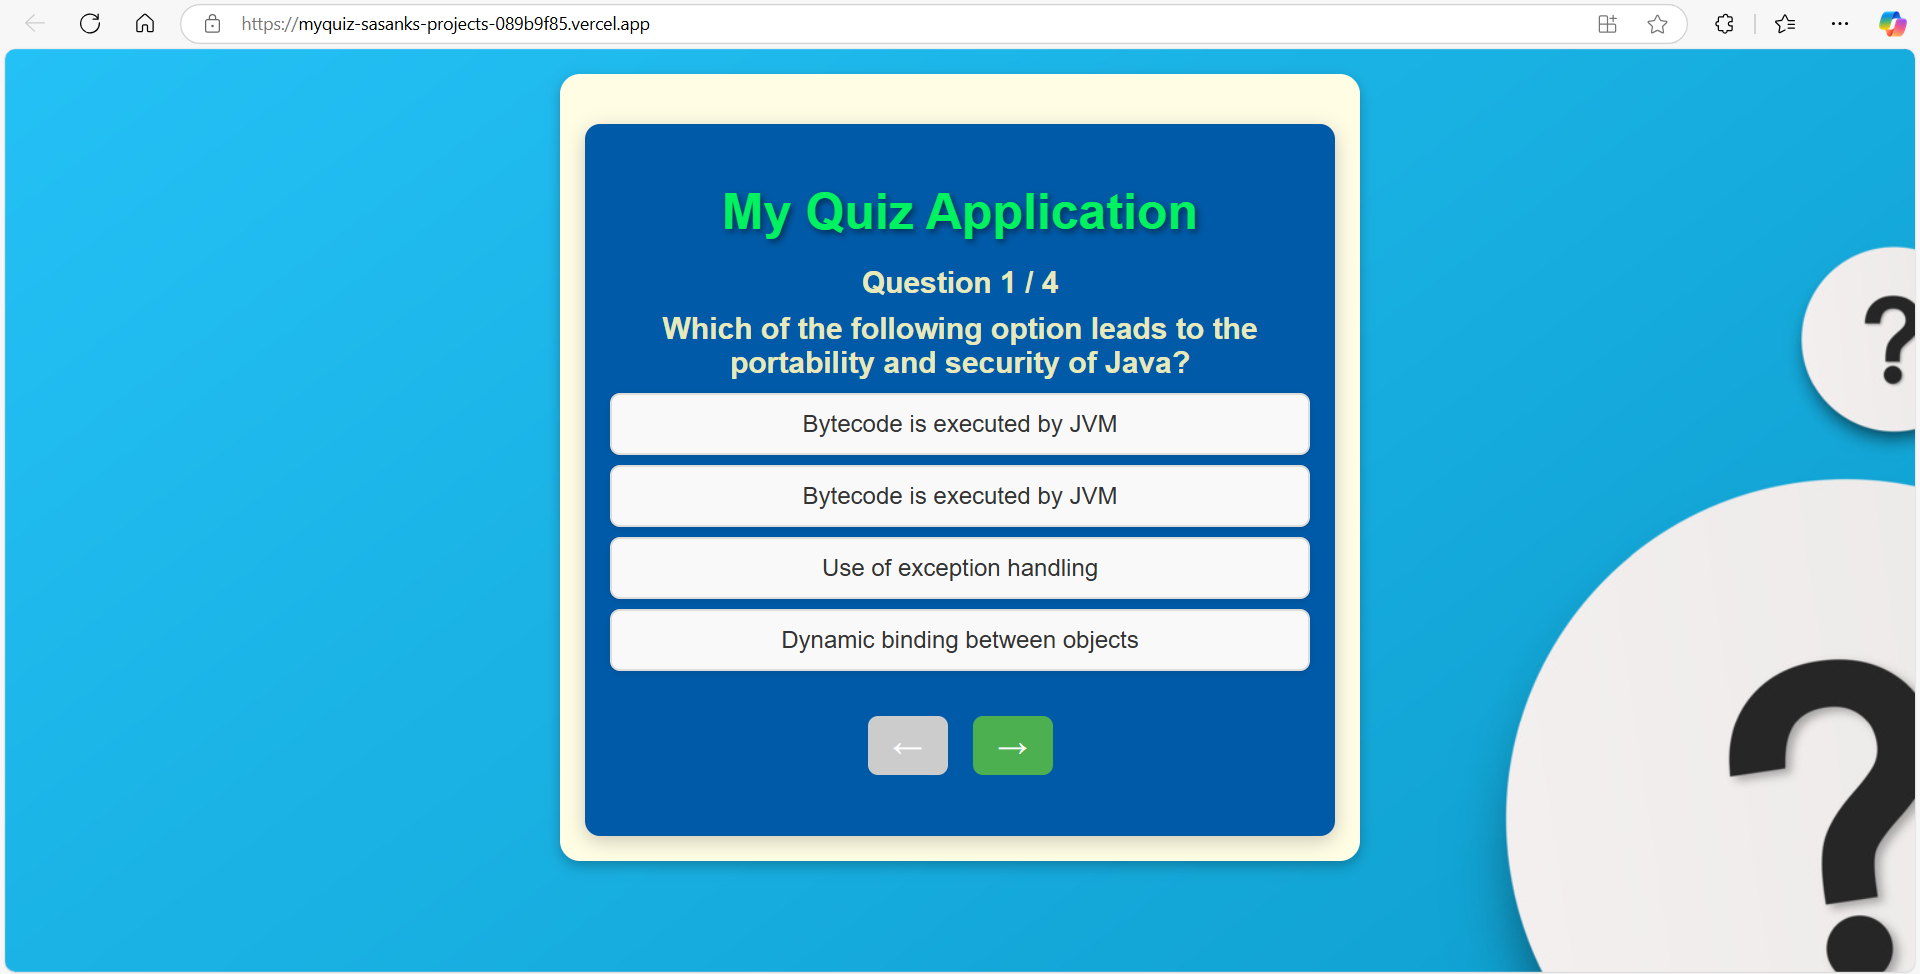 https://myquiz-sasanks-projects-089b9f85.vercel.app
My Quiz Application
Question 1 / 4
Which of the following option leads to the
portability and security of Java?
Bytecode is executed by JVM
Bytecode is executed by JVM
Use of exception handling
Dynamic binding between objects
← →
?
?